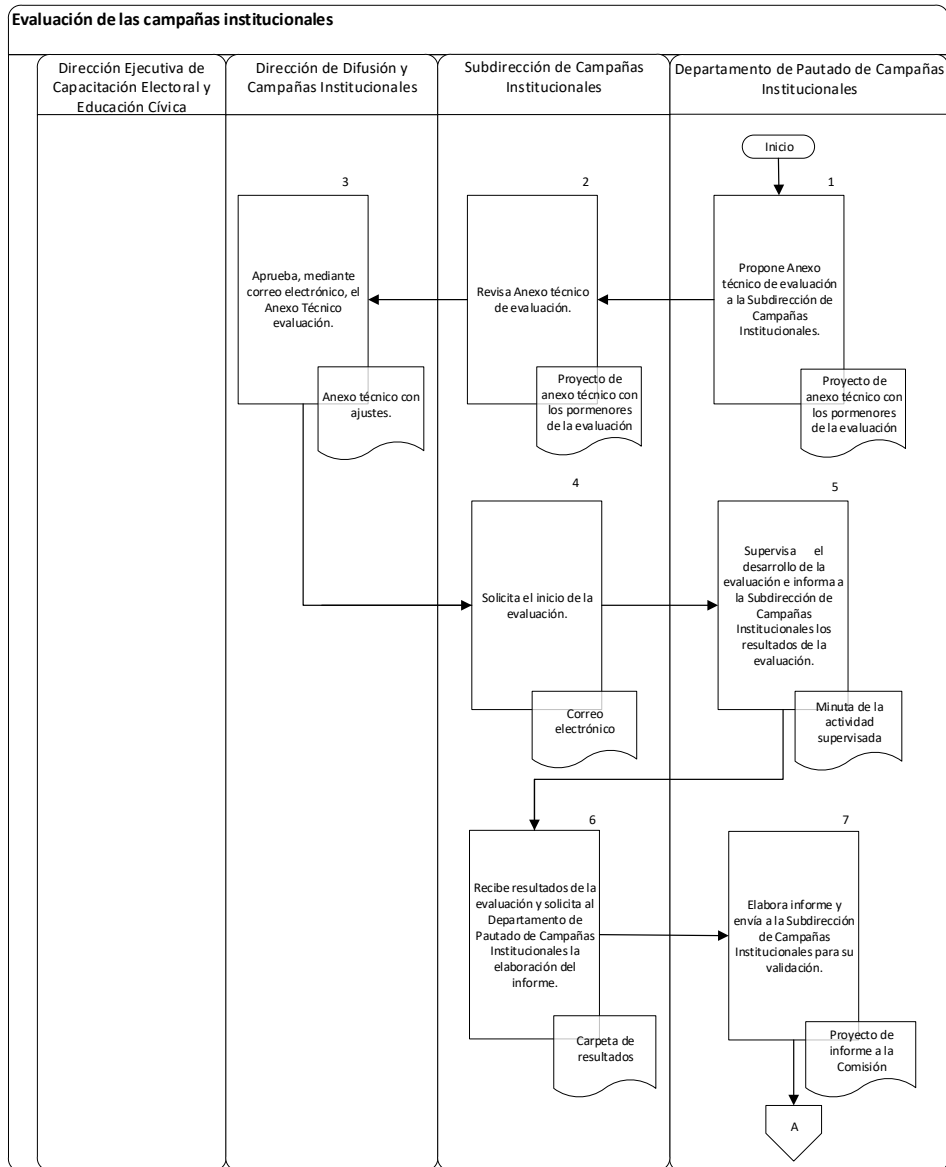 Evaluación de las campañas institucionales
Dirección Ejecutiva de
Capacitación Electoral y
Educación Cívica
Dirección de Difusión y
Campañas Institucionales
Subdirección de Campañas
Institucionales
Departamento de Pautado de Campañas
Institucionales
Inicio
1
Propone Anexo
técnico de evaluación
a la Subdirección de
Campañas
Institucionales.
Proyecto de
anexo técnico con
los pormenores
de la evaluación
2
Revisa Anexo técnico
de evaluación.
Proyecto de
anexo técnico con
los pormenores
de la evaluación
3
Aprueba, mediante
correo electrónico, el
Anexo Técnico
evaluación.
Anexo técnico con
ajustes.
4
Solicita el inicio de la
evaluación.
Correo
electrónico
5
Supervisa el
desarrollo de la
evaluación e informa a
la Subdirección de
Campañas
Institucionales los
resultados de la
evaluación.
Minuta de la
actividad
supervisada
6
Recibe resultados de la
evaluación y solicita al
Departamento de
Pautado de Campañas
Institucionales la
elaboración del
informe.
Carpeta de
resultados
7
Elabora informe y
envía a la Subdirección
de Campañas
Institucionales para su
validación.
Proyecto de
informe a la
Comisión
A